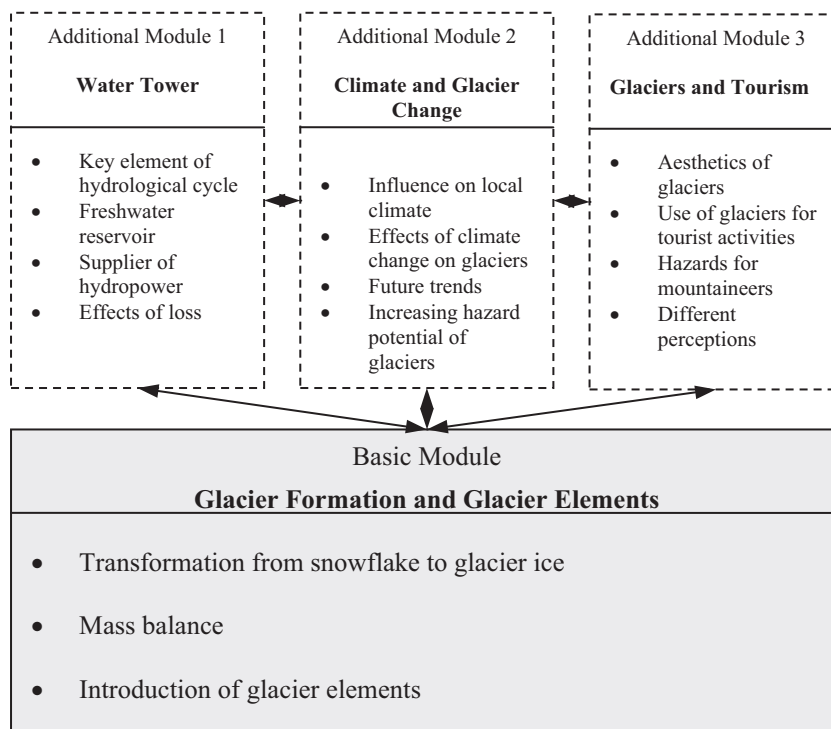 Additional Module 1
Water Tower
• Key element of
hydrological cycle
• Freshwater
reservoir
• Supplier of
hydropower
• Effects of loss
Additional Module 2
Climate and Glacier
Change
• Influence on local
climate
• Effects of climate
change on glaciers
• Future trends
• Increasing hazard
potential of
glaciers
Additional Module 3
Glaciers and Tourism
• Aesthetics of
glaciers
• Use of glaciers for
tourist activities
• Hazards for
mountaineers
• Different
perceptions
Basic Module
Glacier Formation and Glacier Elements
• Transformation from snowflake to glacier ice
• Mass balance
• Introduction of glacier elements